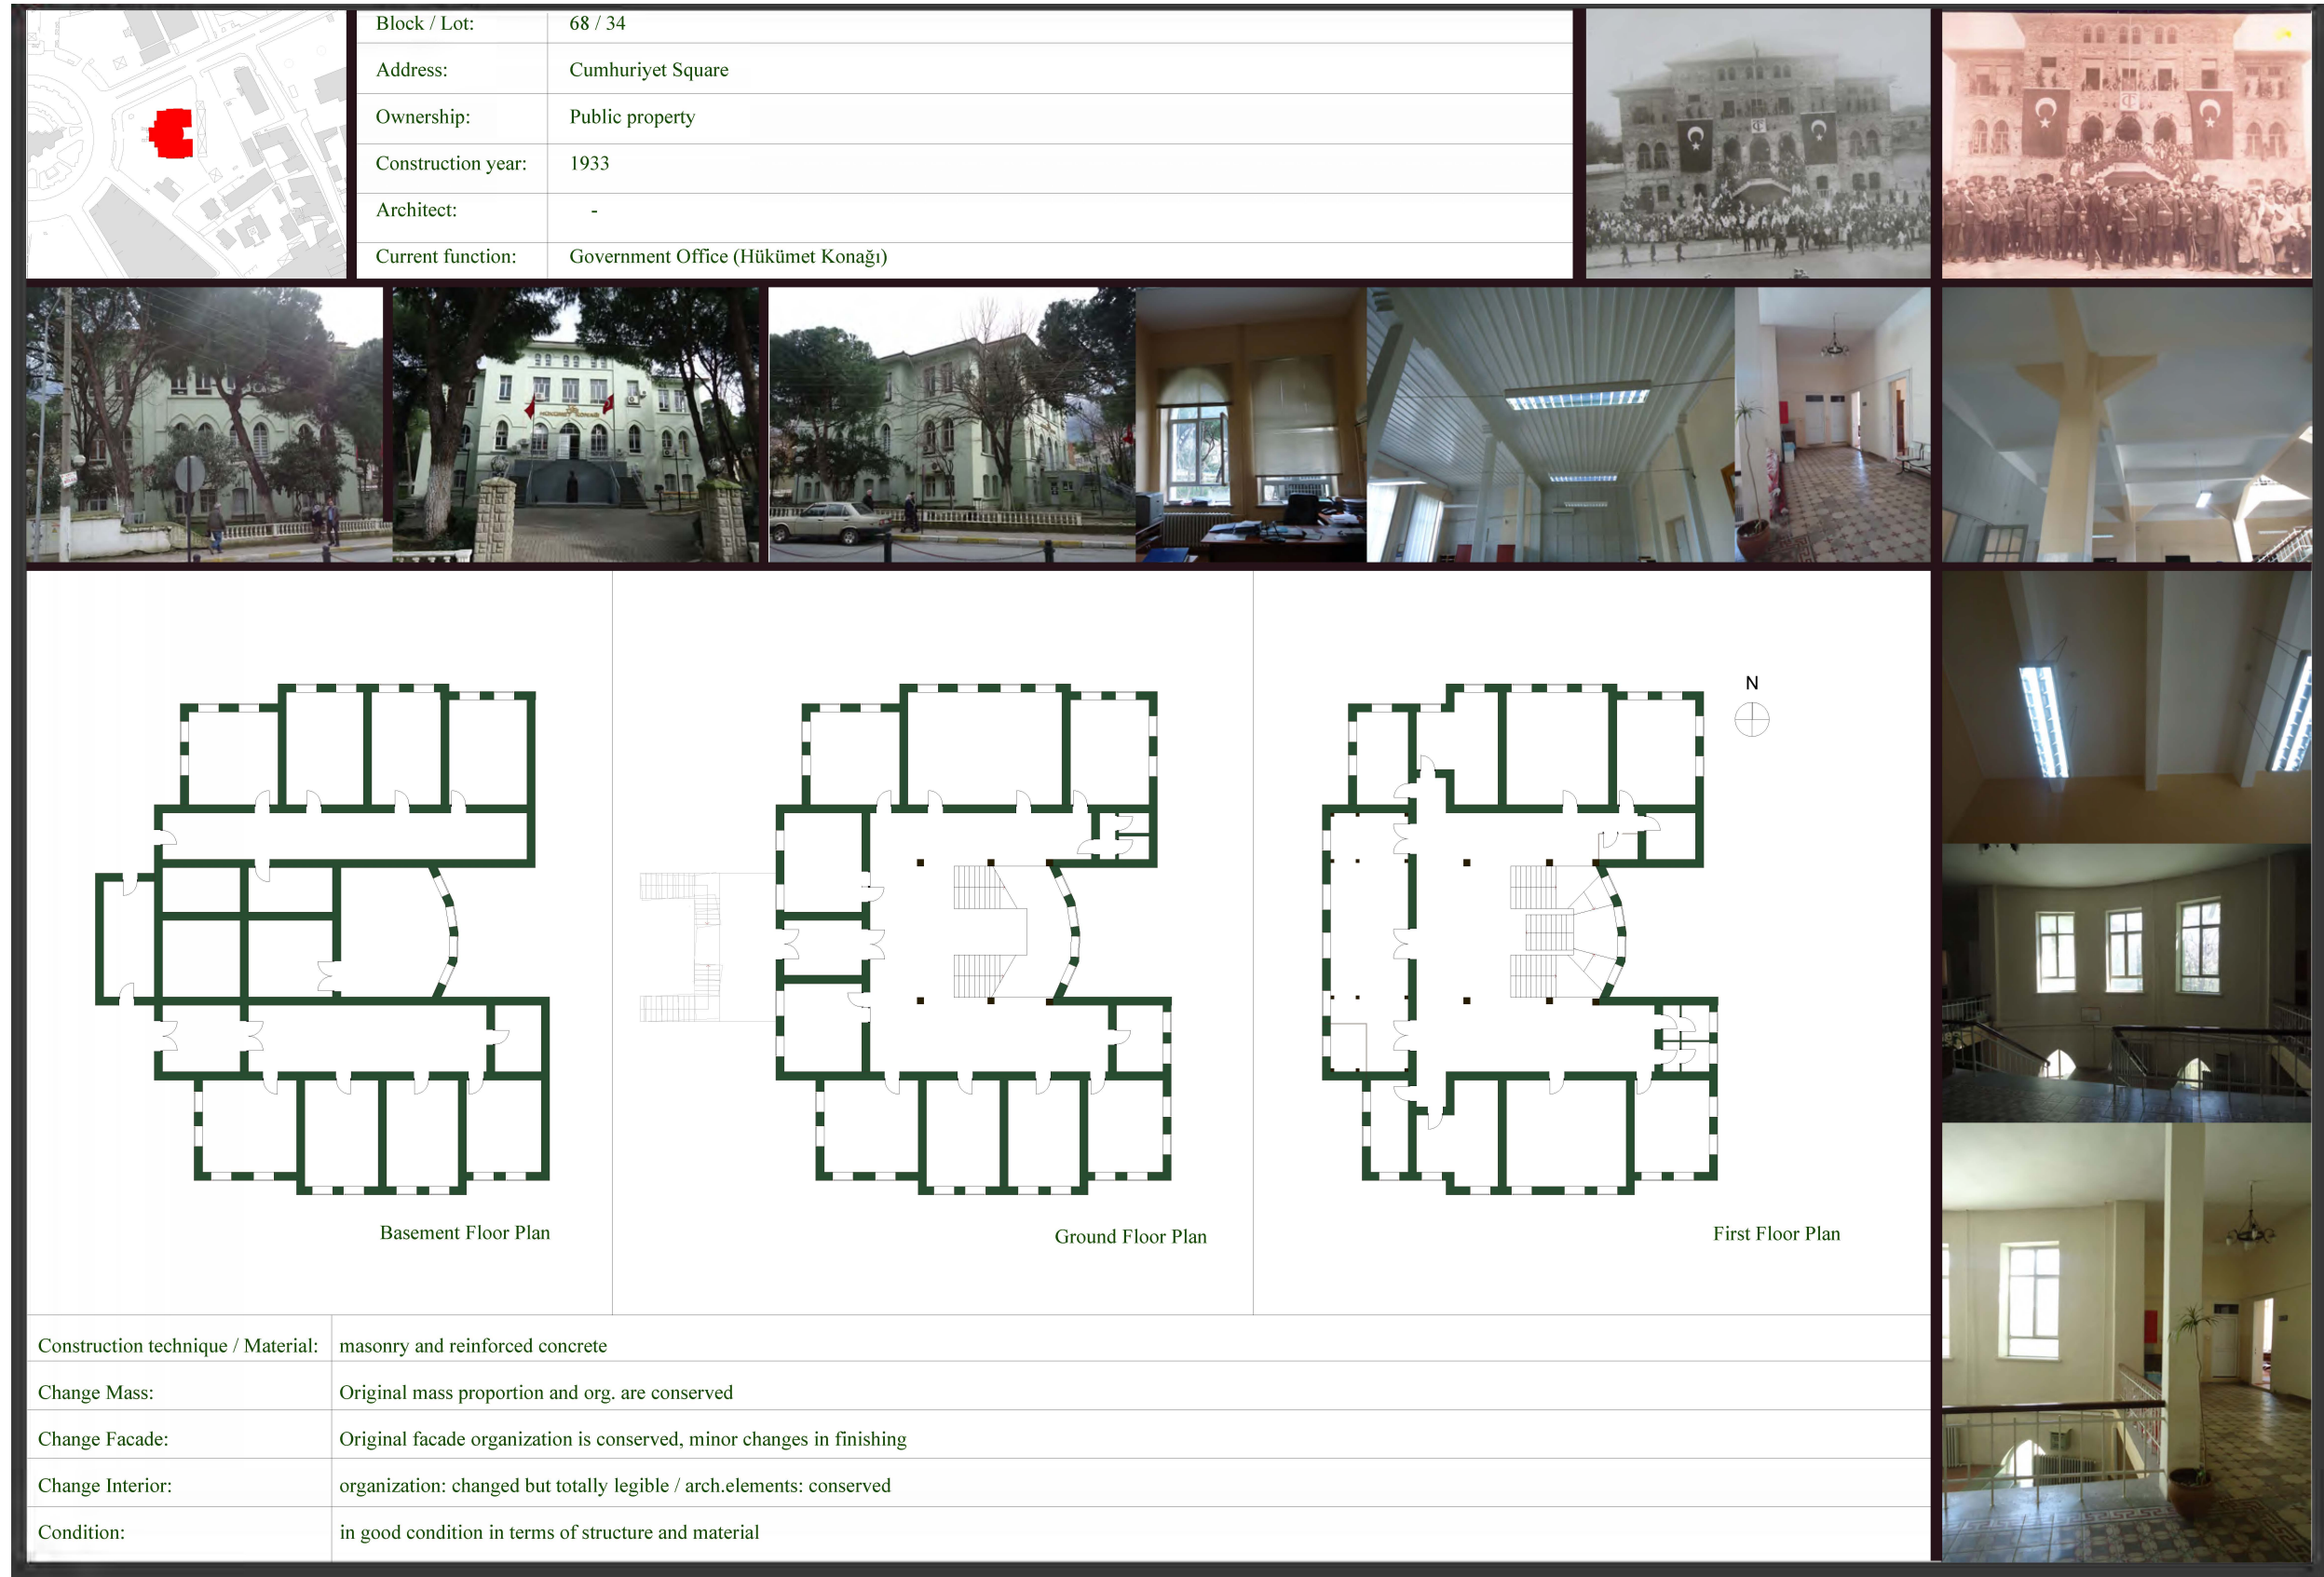 Block / Lot: 68 / 34
Address: Cumhuriyet Square
Ownership: Public property
Construction year: 1933
Architect: -
Current function: Government Office (Hükümet Konağı)
TC
TC
HÜKÜMET KONAĞI
N
Basement Floor Plan
Ground Floor Plan
First Floor Plan
Construction technique / Material: masonry and reinforced concrete
Change Mass: Original mass proportion and org. are conserved
Change Facade: Original facade organization is conserved, minor changes in finishing
Change Interior: organization: changed but totally legible / arch.elements: conserved
Condition: in good condition in terms of structure and material